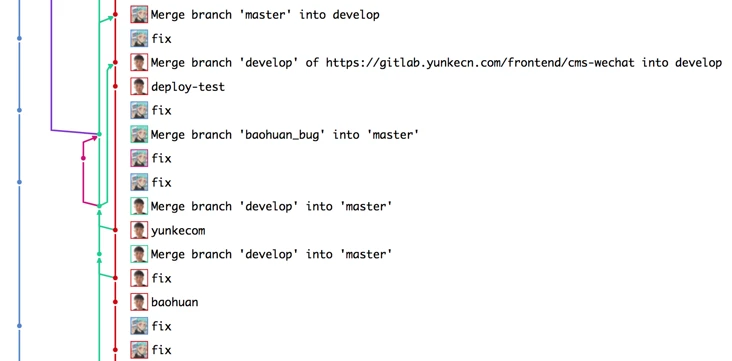 Merge branch 'master' into develop
fix
Merge branch 'develop' of https://gitlab.yunkecn.com/frontend/cms-wechat into develop
deploy-test
fix
Merge branch 'baohuan_bug' into 'master'
fix
fix
Merge branch 'develop' into 'master'
yunkecom
Merge branch 'develop' into 'master'
fix
baohuan
fix
fix